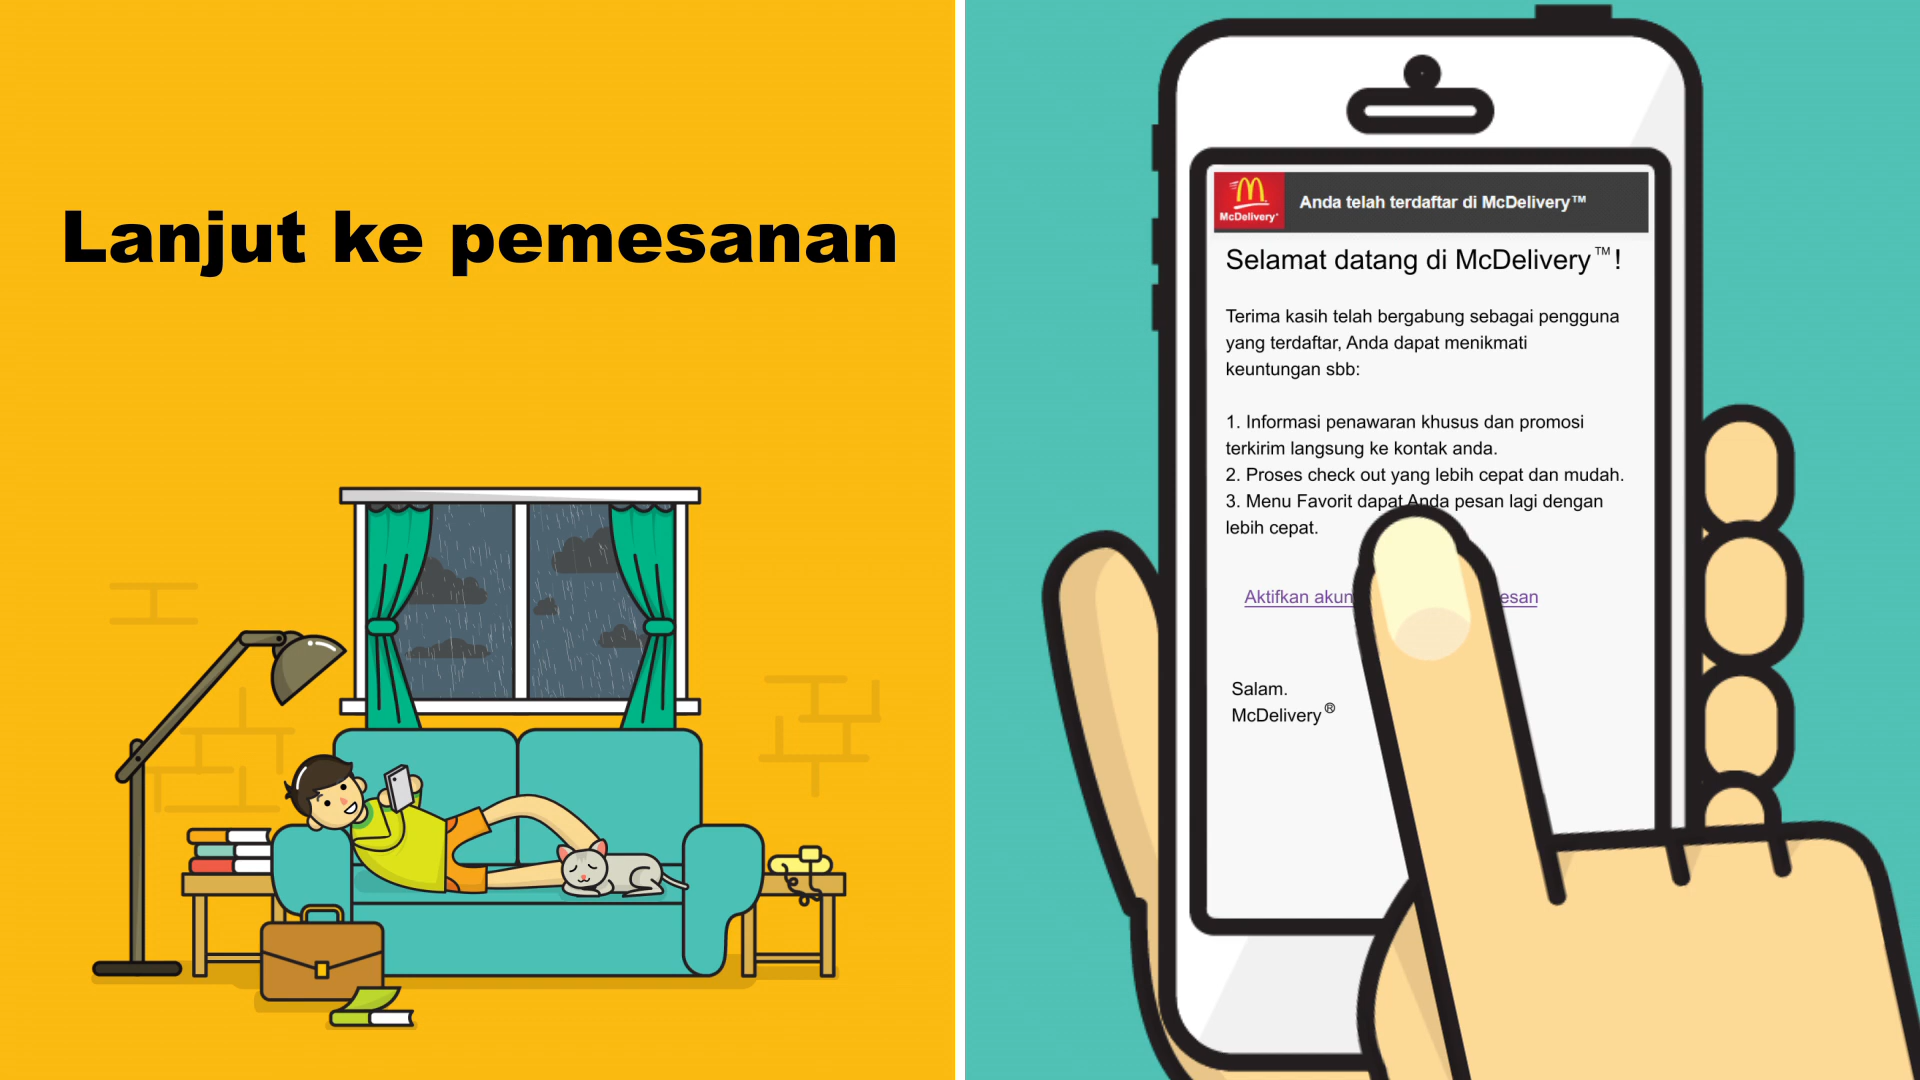 Lanjut ke pemesanan
McDelivery
Anda telah terdaftar di McDelivery™
Selamat datang di McDelivery™!
Terima kasih telah bergabung sebagai pengguna
yang terdaftar, Anda dapat menikmati
keuntungan sbb:
1. Informasi penawaran khusus dan promosi
terkirim langsung ke kontak anda.
2. Proses check out yang lebih cepat dan mudah.
3. Menu Favorit dapat Anda pesan lagi dengan
lebih cepat.
Aktifkan akun
Salam.
McDelivery®